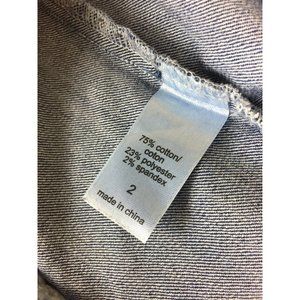 75% cotton/
coton
23% polyester
2% spandex
2
made in china